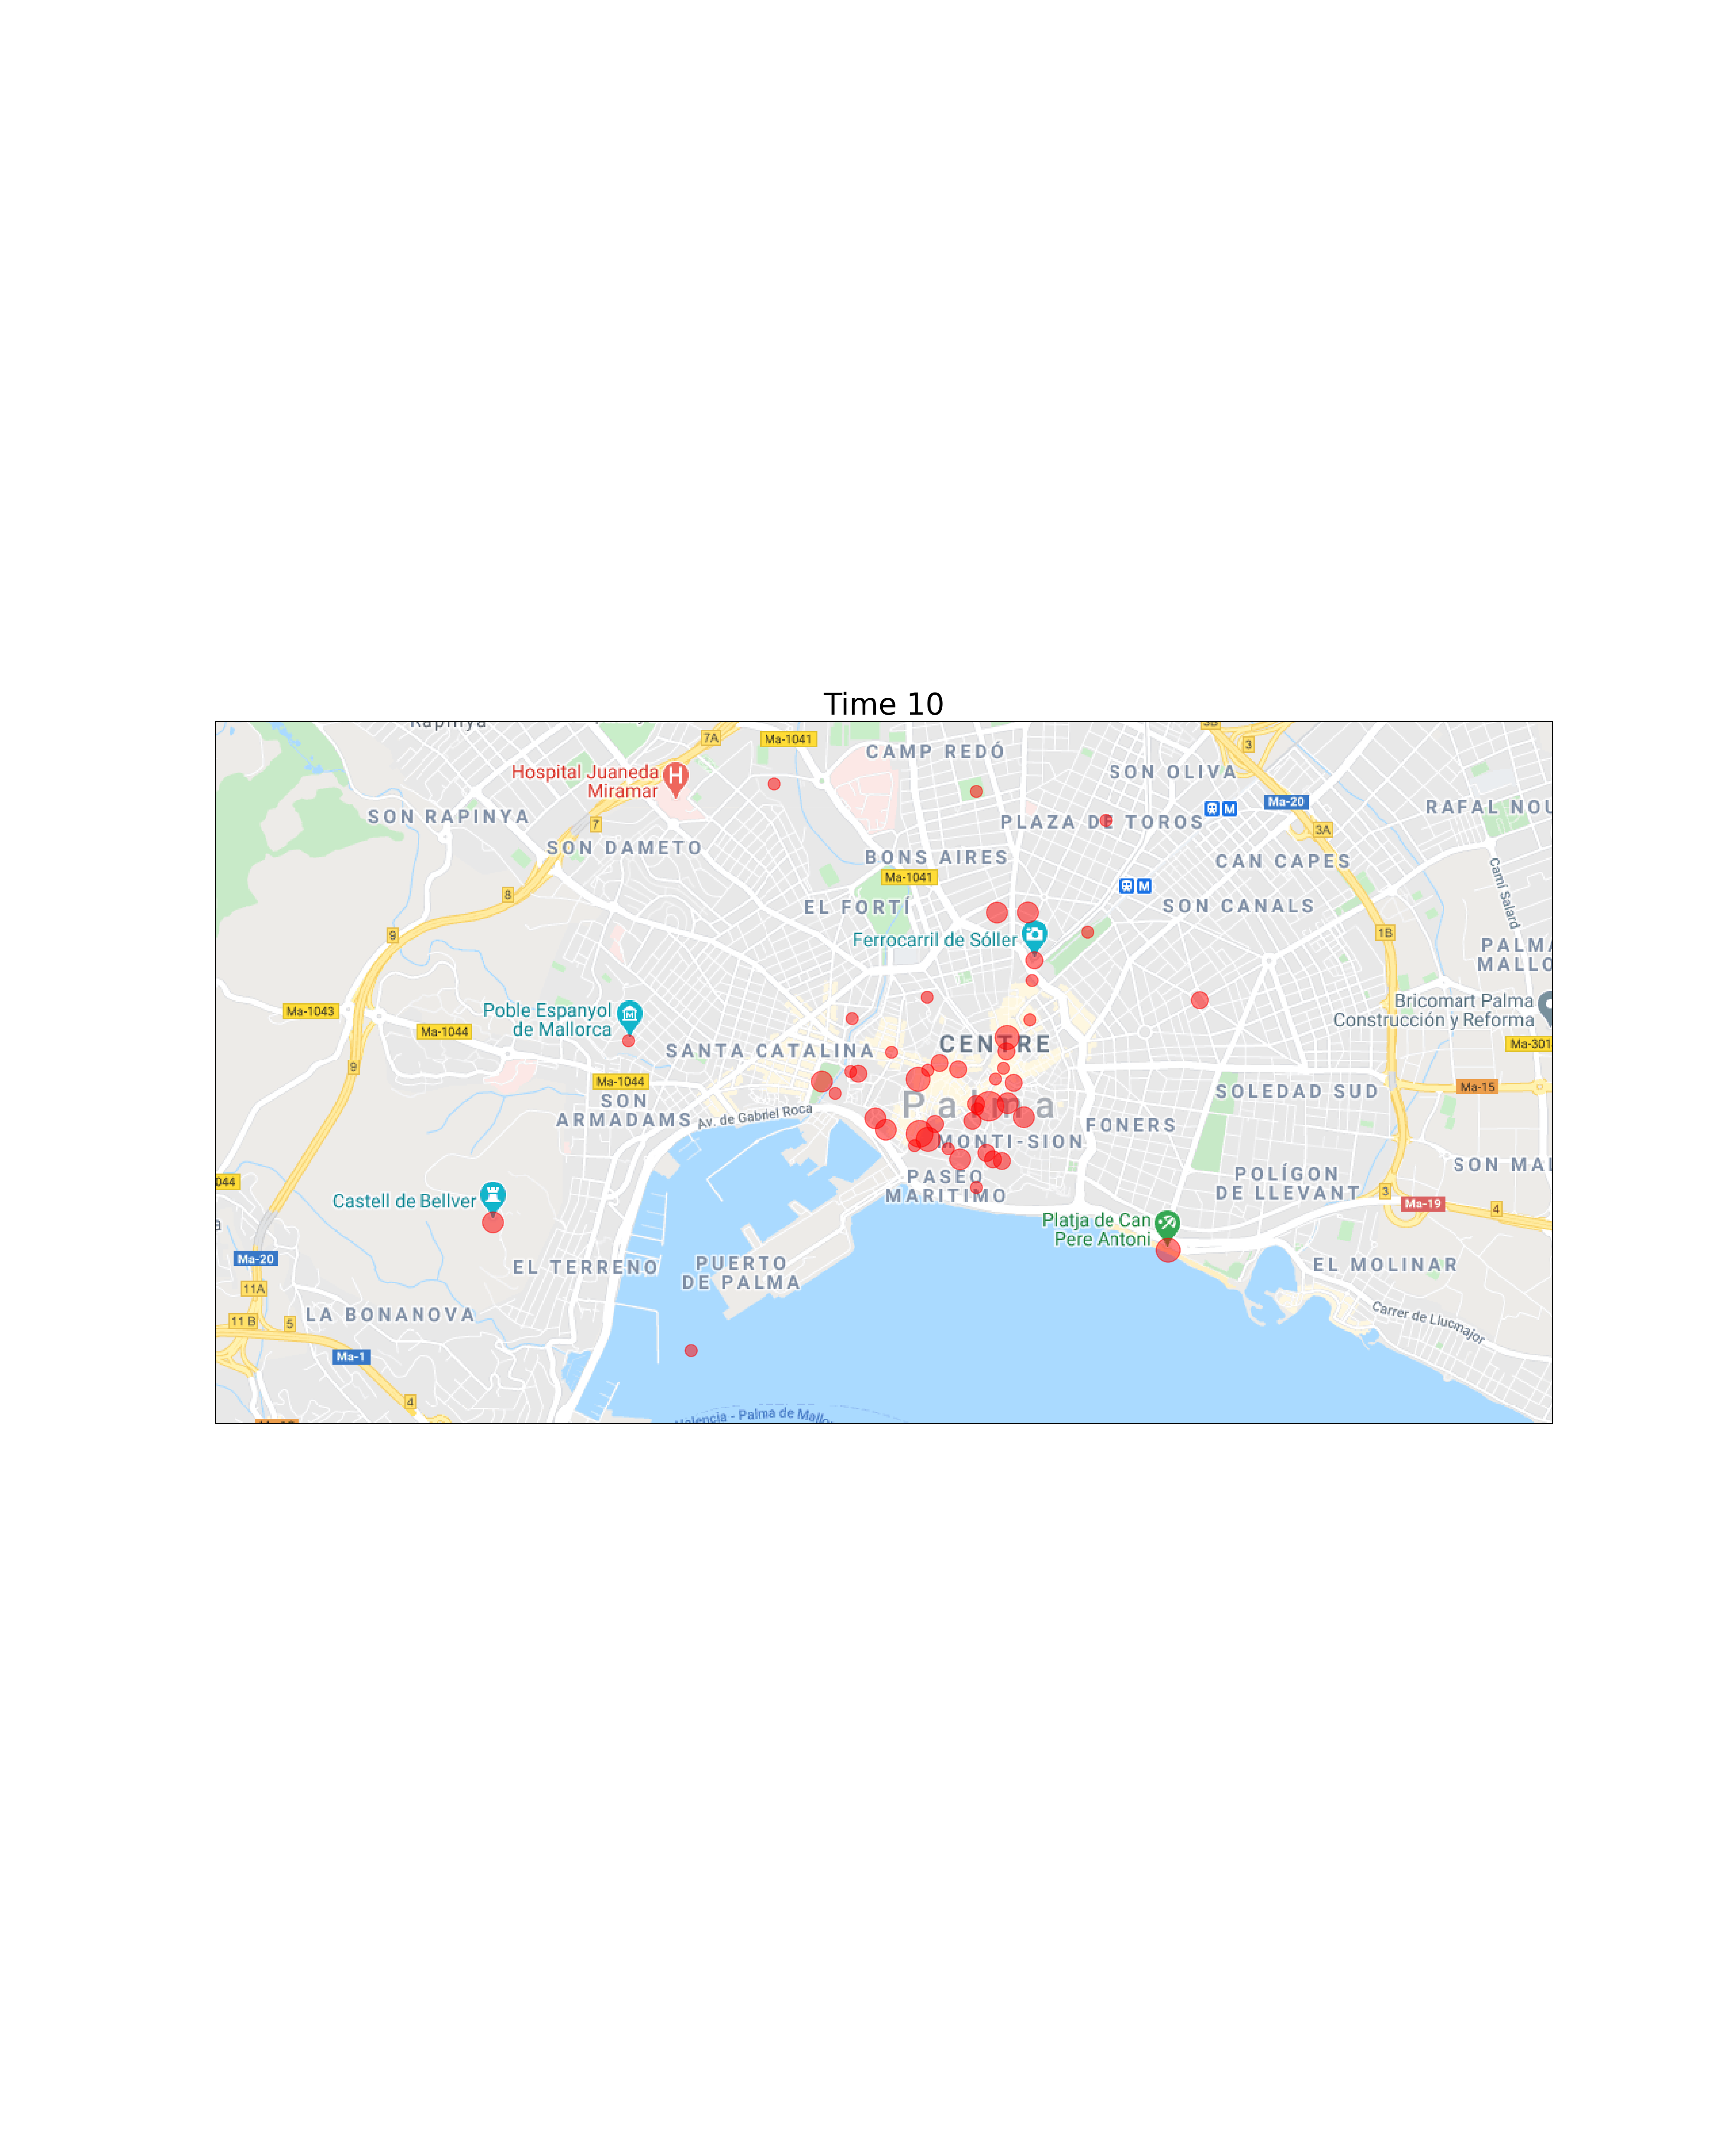 Time 10
Rapinya
7A
Ma-1041
CAMP REDÓ
3B
3
SON OLIVA
Hospital Juaneda
Miramar
H
SON RAPINYA
7
PLAZA DE TOROS
M
Ma-20
3A
RAFAL NOU
SON DAMETO
BONS AIRES
Ma-1041
CAN CAPES
Camí Salard
8
EL FORTÍ
M
SON CANALS
9
Ferrocarril de Sóller
1B
PALMA
MALLO
Ma-1043
Poble Espanyol
de Mallorca
Ma-1044
Bricomart Palma
Construcción y Reforma
Ma-301
9
SANTA CATALINA
CENTRE
Ma-1044
SON
ARMADAMS
Av. de Gabriel Roca
Palma
SOLEDAD SUD
Ma-15
FONERS
MONTI-SION
044
PASEO
MARITIMO
POLÍGON
DE LLEVANT
SON MAL
3
Ma-19
4
Castell de Bellver
a
Platja de Can
Pere Antoni
Ma-20
EL TERRENO
PUERTO
DE PALMA
EL MOLINAR
11A
LA BONANOVA
11 B
5
Carrer de Llucmajor
Ma-1
4
Valencia - Palma de Mallor